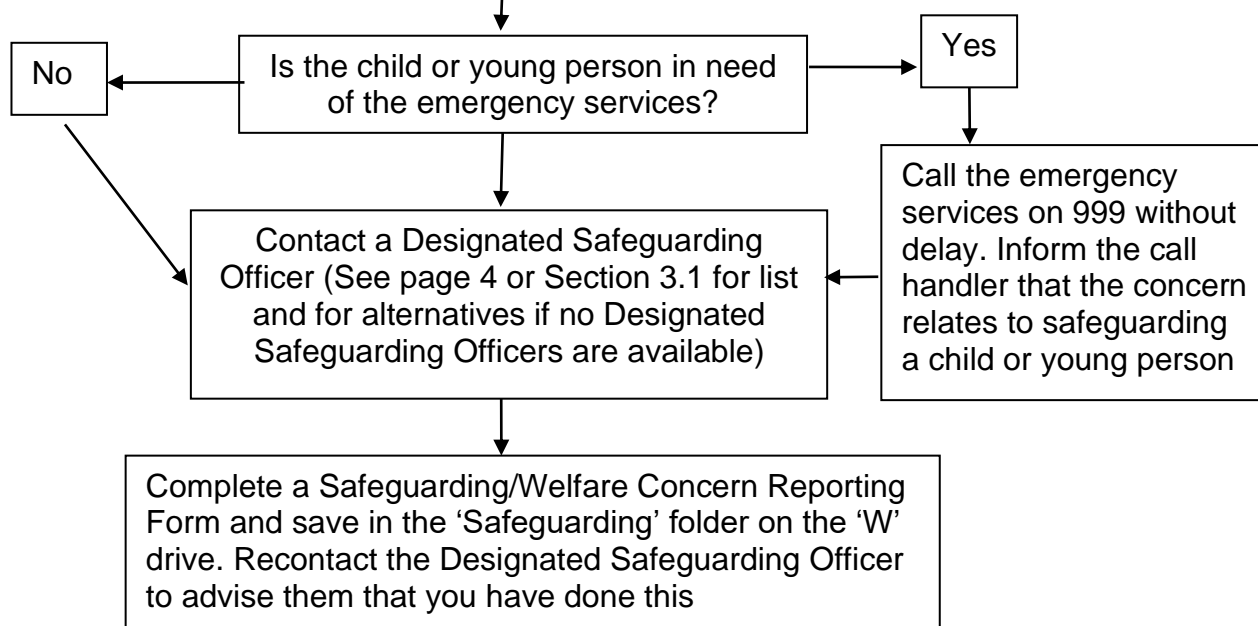 No
Is the child or young person in need
of the emergency services?
Yes
Call the emergency
services on 999 without
delay. Inform the call
handler that the concern
relates to safeguarding
a child or young person
Contact a Designated Safeguarding
Officer (See page 4 or Section 3.1 for list
and for alternatives if no Designated
Safeguarding Officers are available)
Complete a Safeguarding/Welfare Concern Reporting
Form and save in the ‘Safeguarding’ folder on the ‘W’
drive. Recontact the Designated Safeguarding Officer
to advise them that you have done this